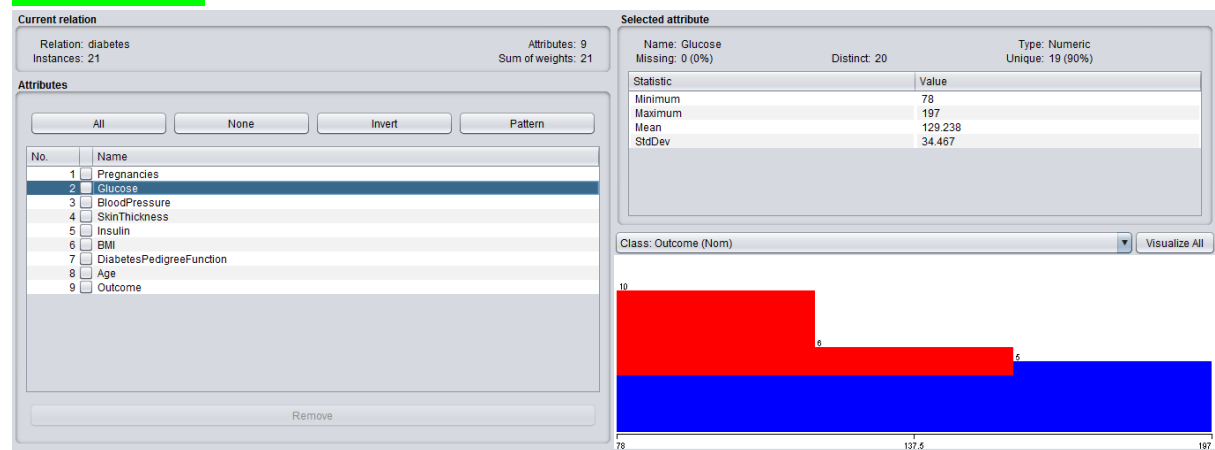 Current relation
Relation: diabetes Attributes: 9
Instances: 21 Sum of weights: 21
Attributes
All None Invert Pattern
No. Name
1 Pregnancies
2 Glucose
3 BloodPressure
4 SkinThickness
5 Insulin
6 BMI
7 DiabetesPedigreeFunction
8 Age
9 Outcome
Remove
Selected attribute
Name: Glucose Type: Numeric
Missing: 0 (0%) Distinct: 20 Unique: 19 (90%)
Statistic Value
Minimum 78
Maximum 197
Mean 129.238
StdDev 34.467
Class: Outcome (Nom) Visualize All
10
6
5
78 137.5 197